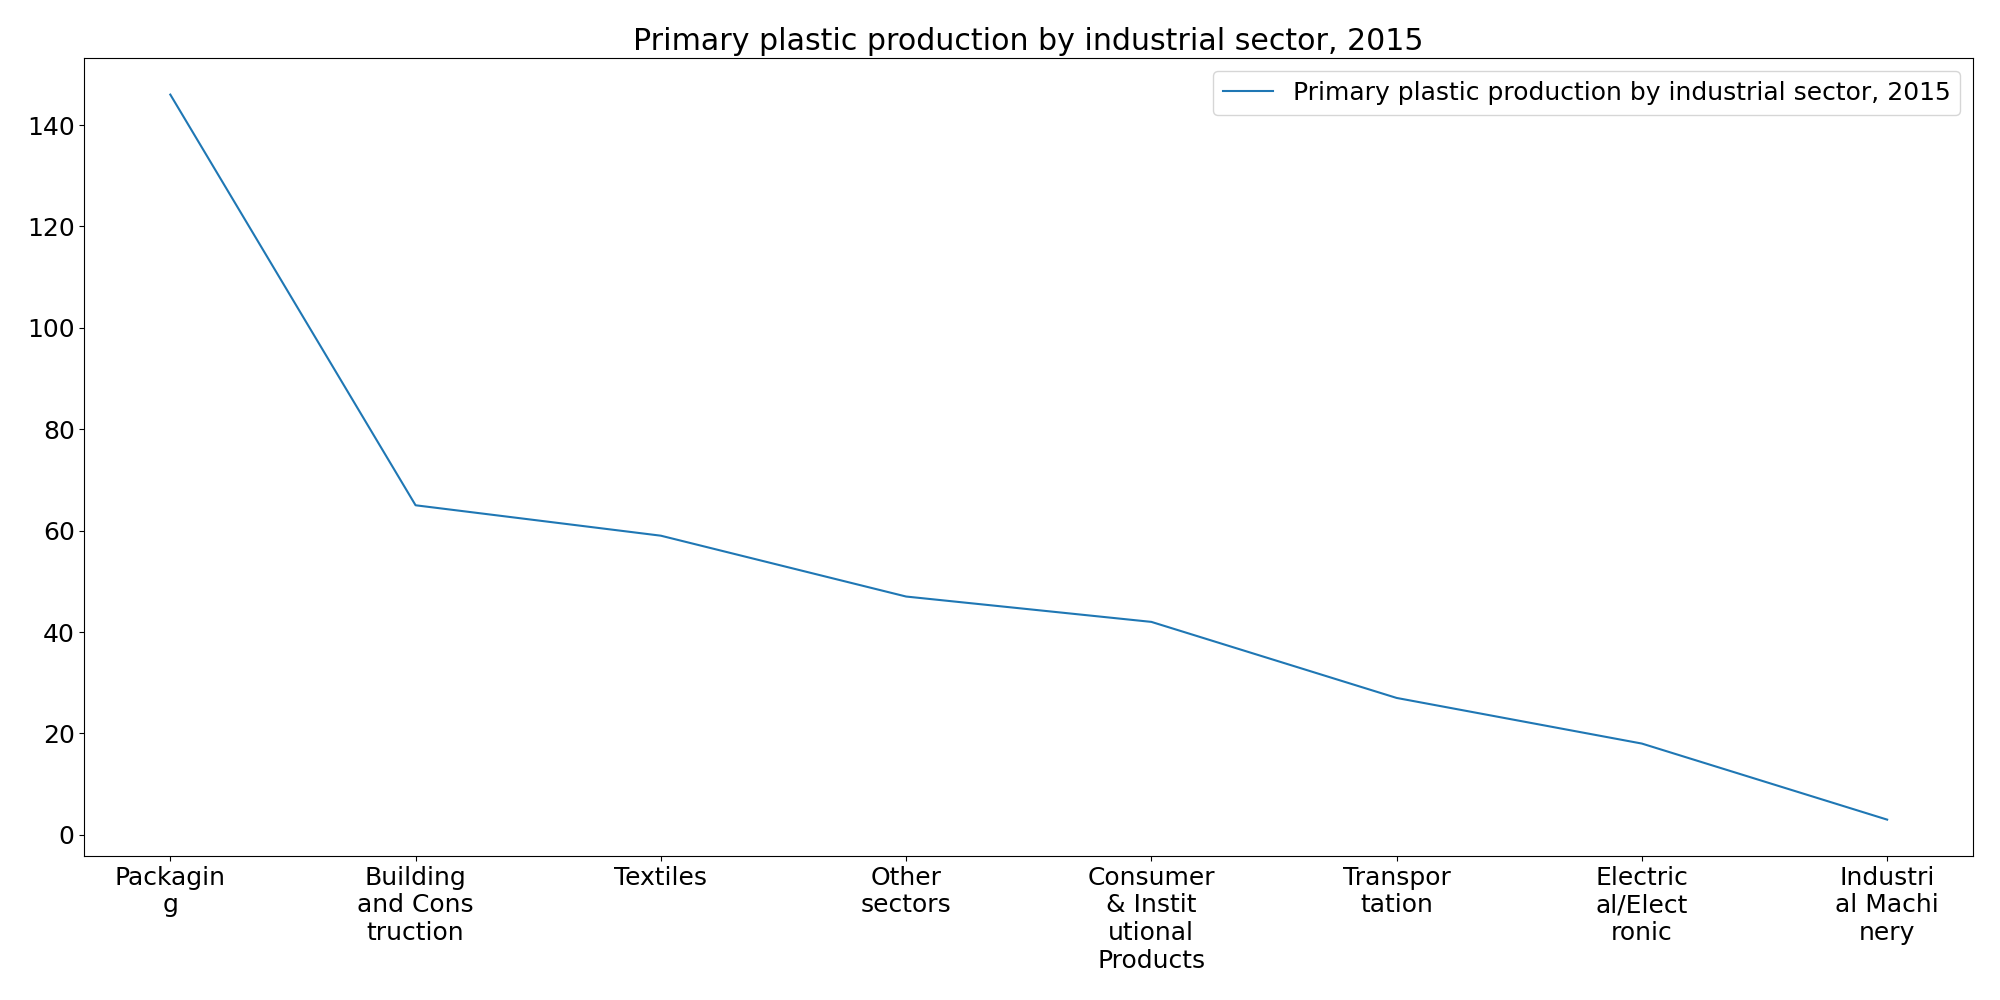 Primary plastic production by industrial sector, 2015
Primary plastic production by industrial sector, 2015
140
120
100
80
60
40
20
0
Packagin
g
Building
and Cons
truction
Textiles
Other
sectors
Consumer
& Instit
utional
Products
Transpor
tation
Electric
al/Elect
ronic
Industri
al Machi
nery